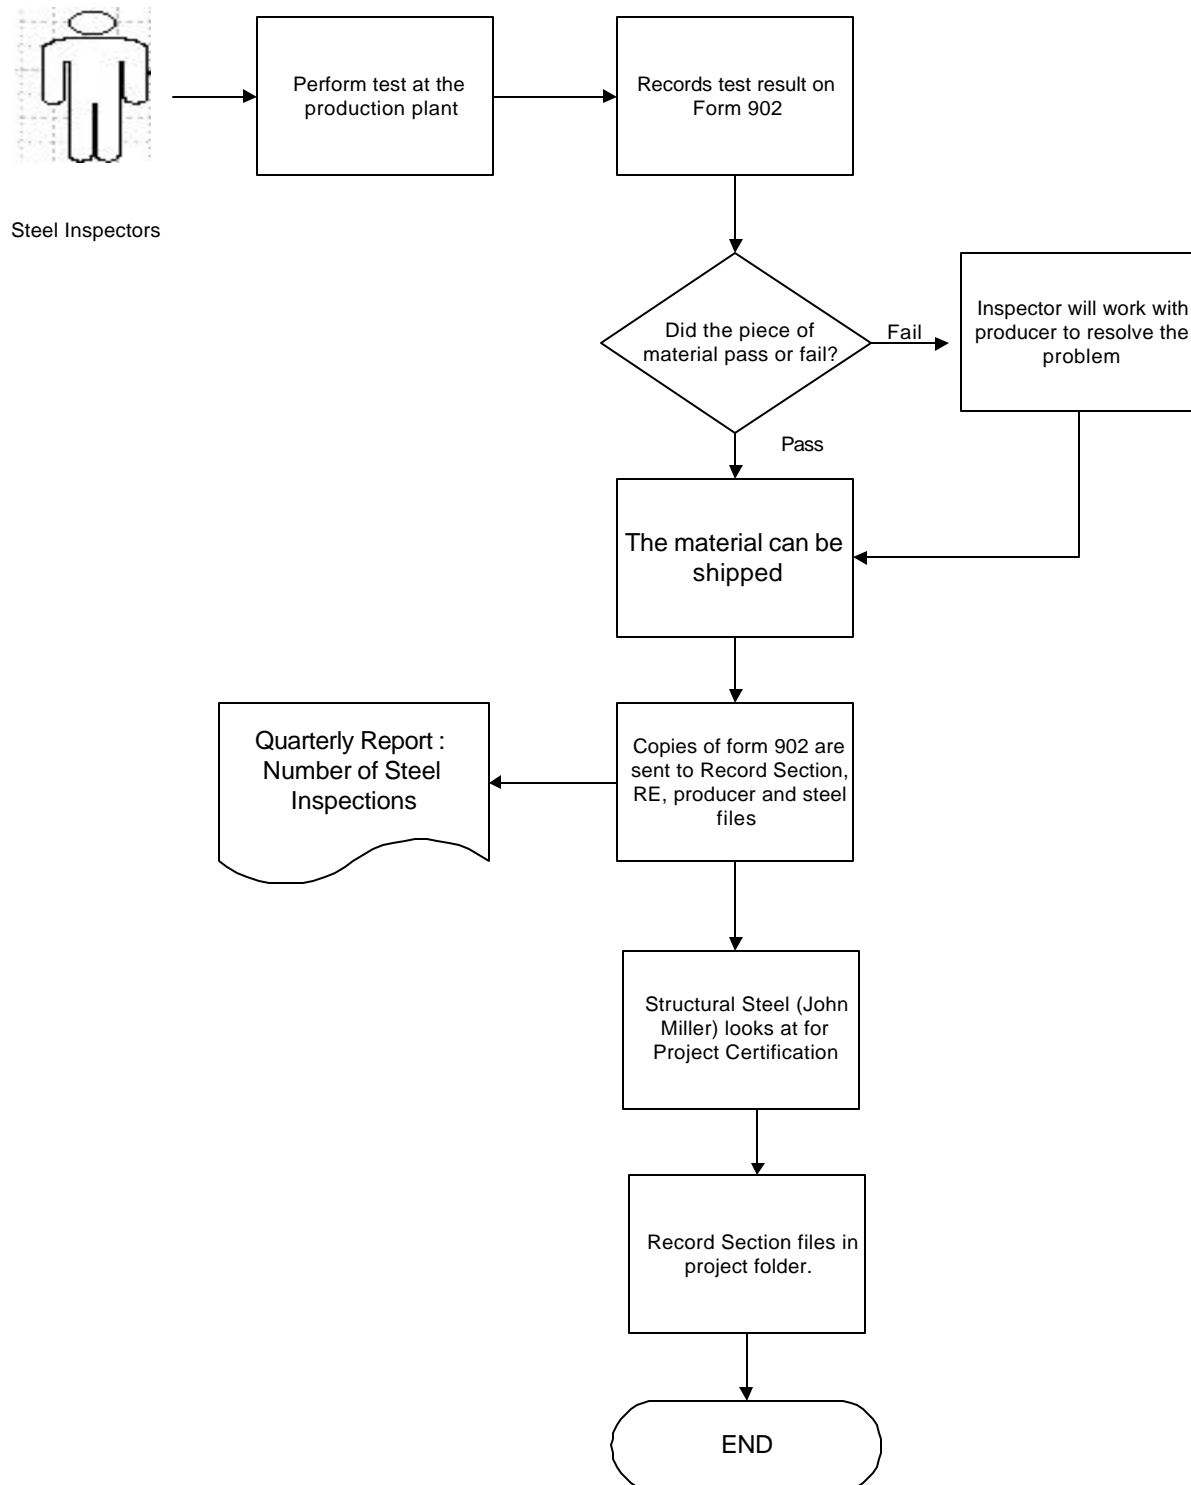 Perform test at the
production plant
Records test result on
Form 902
Steel Inspectors
Did the piece of
material pass or fail?
Fail
Inspector will work with
producer to resolve the
problem
Pass
The material can be
shipped
Quarterly Report :
Number of Steel
Inspections
Copies of form 902 are
sent to Record Section,
RE, producer and steel
files
Structural Steel (John
Miller) looks at for
Project Certification
Record Section files in
project folder.
END